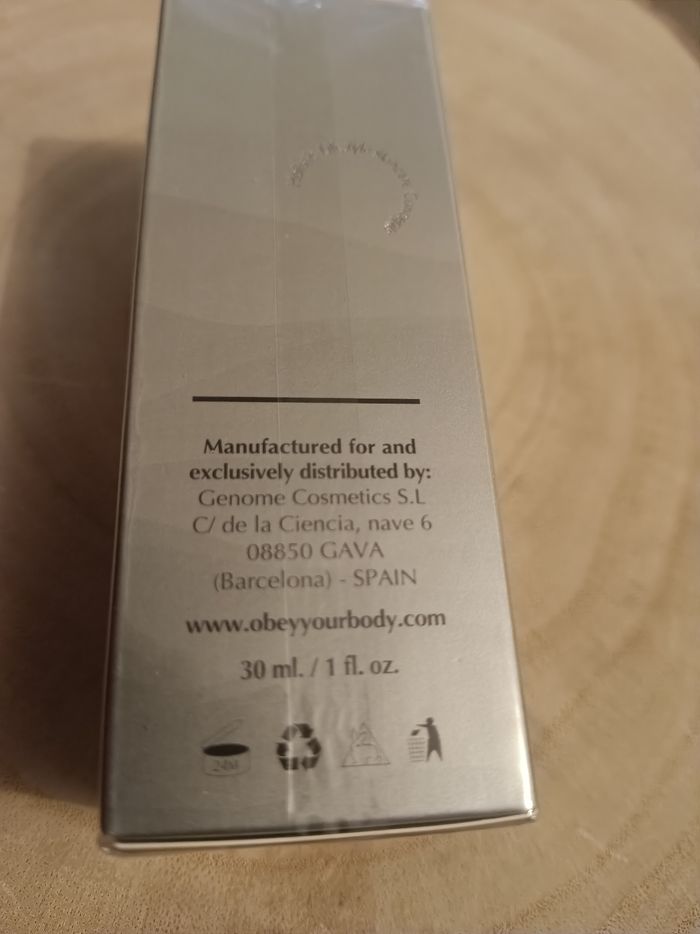 Manufactured for and
exclusively distributed by:
Genome Cosmetics S.L
C/ de la Ciencia, nave 6
08850 GAVA
(Barcelona) - SPAIN
www.obeyyourbody.com
30 ml. / 1 fl. oz.
24M